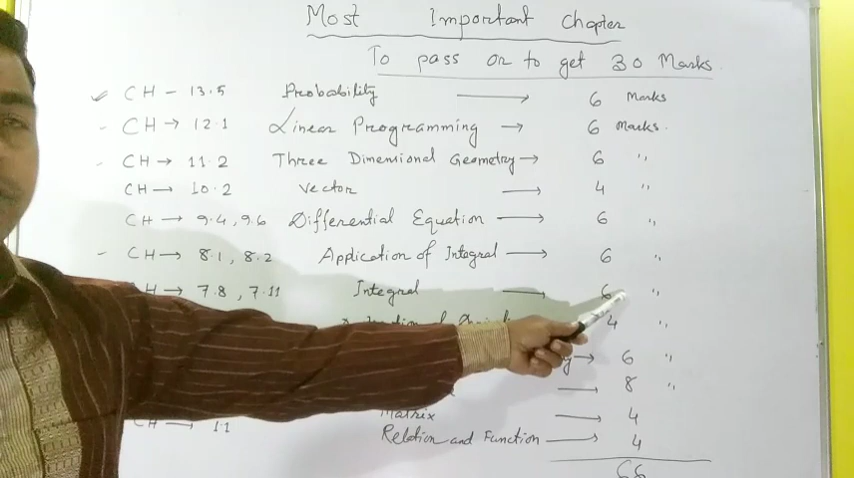 Most Important Chapter
To pass or to get 30 Marks
CH - 13.5 Probability → 6 Marks
- CH → 12.1 Linear Programming → 6 Marks.
- CH → 11.2 Three Dimensional Geometry → 6 "
CH → 10.2 Vector → 4 "
CH → 9.4, 9.6 Differential Equation → 6 "
- CH → 8.1, 8.2 Application of Integral → 6 "
H → 7.8, 7.11 Integral → 6 "
4 "
y → 6 "
→ 8 "
Matrix → 4
CH → 1.1 Relation and Function → 4
66